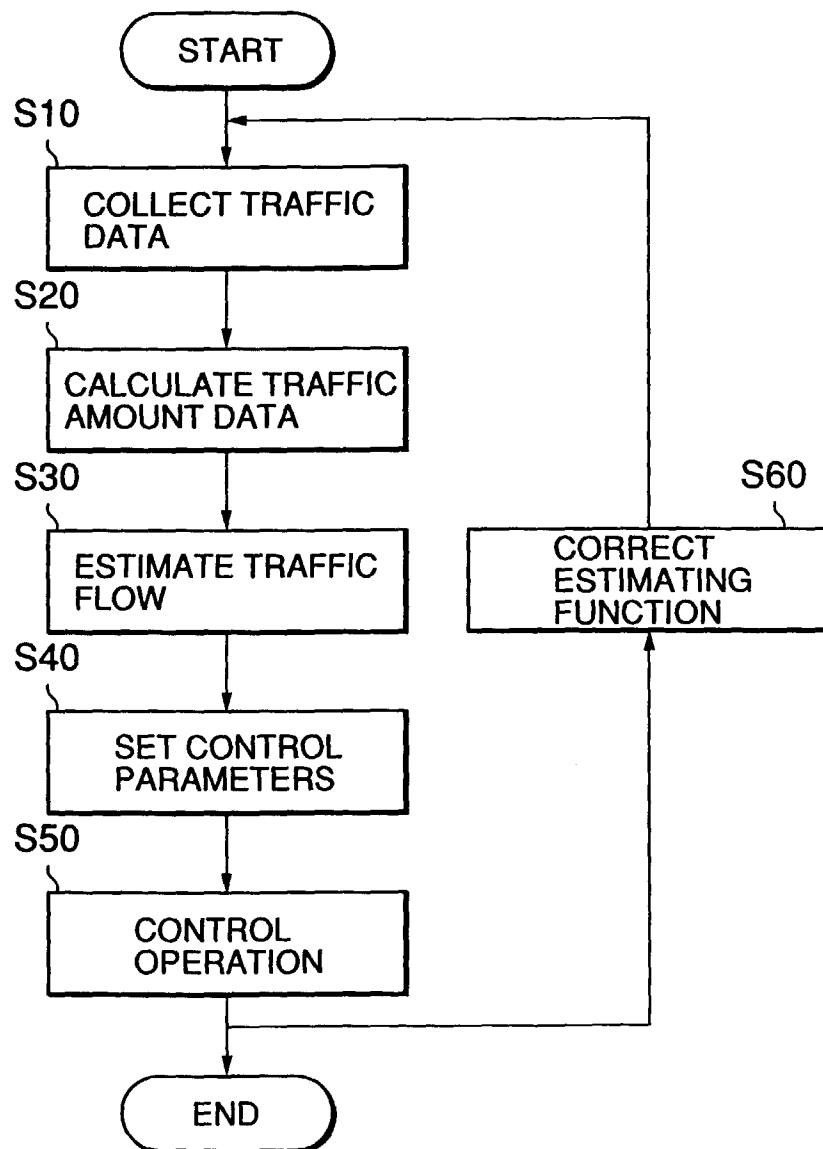 START
S10
COLLECT TRAFFIC
DATA
S20
CALCULATE TRAFFIC
AMOUNT DATA
S30
ESTIMATE TRAFFIC
FLOW
S60
CORRECT
ESTIMATING
FUNCTION
S40
SET CONTROL
PARAMETERS
S50
CONTROL
OPERATION
END